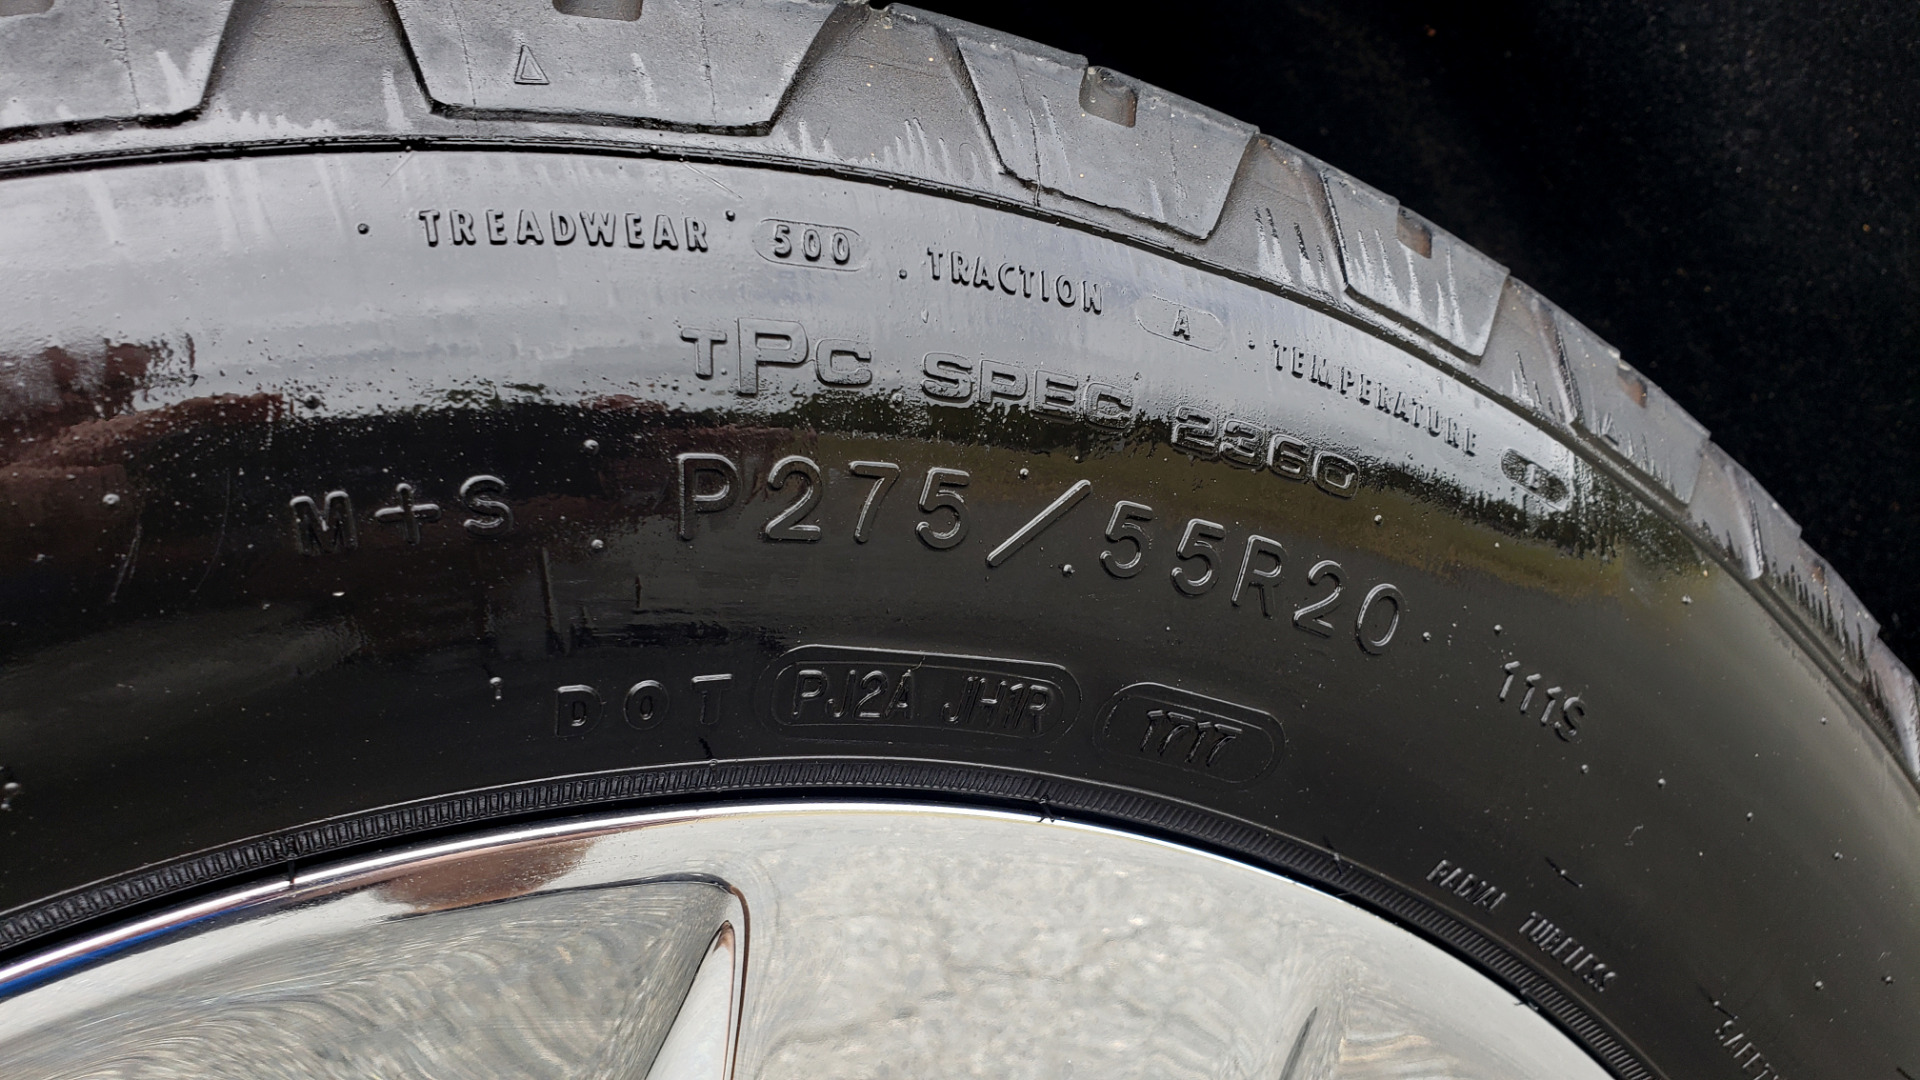 TREADWEAR 500 TRACTION A TEMPERATURE
TPC SPEC 2360
M+S P275/55R20 111S
DOT PJ2A JH1R 1717
RADIAL TUBELESS